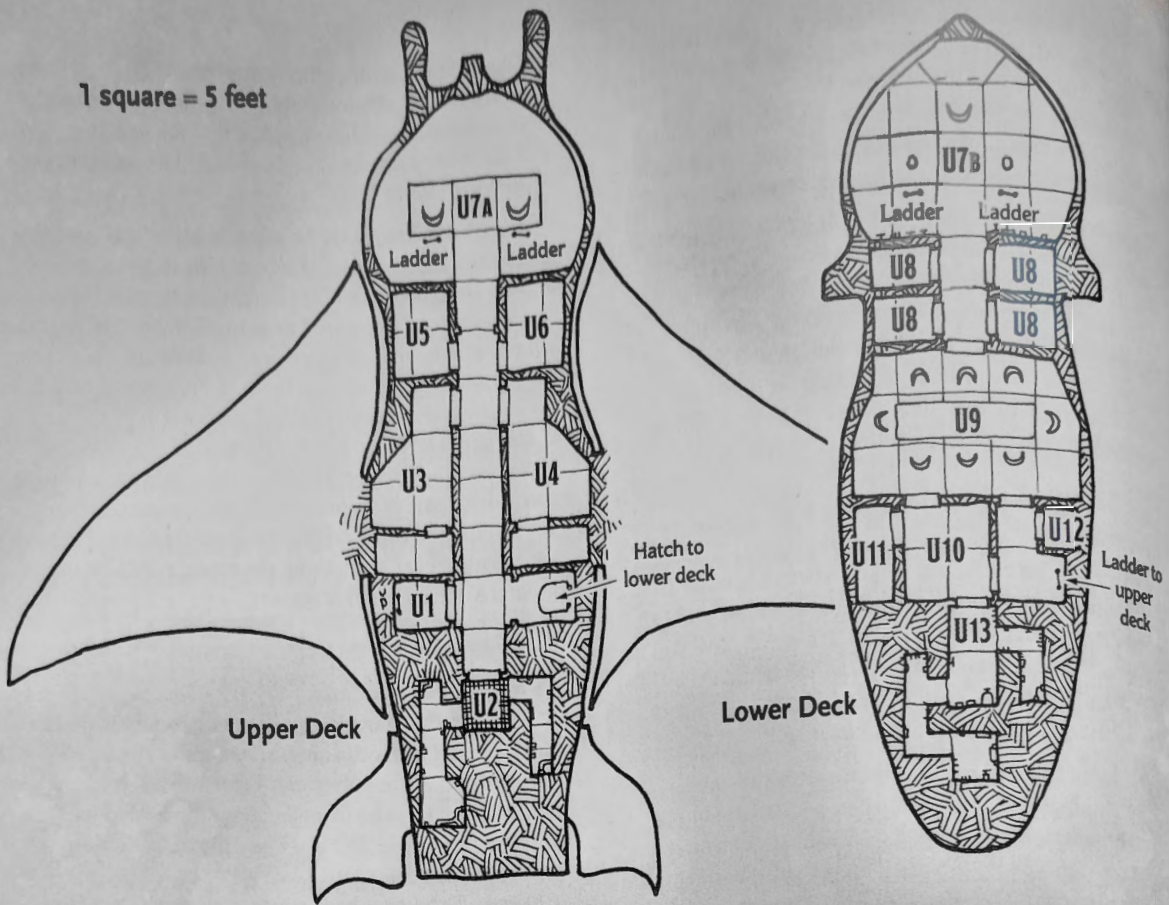 1 square = 5 feet
U7A
Ladder
Ladder
U5
U6
U3
U4
U1
Hatch to
lower deck
U2
Upper Deck
U7B
Ladder
Ladder
U8
U8
U8
U8
U9
U11
U10
U12
Ladder to
upper
deck
U13
Lower Deck